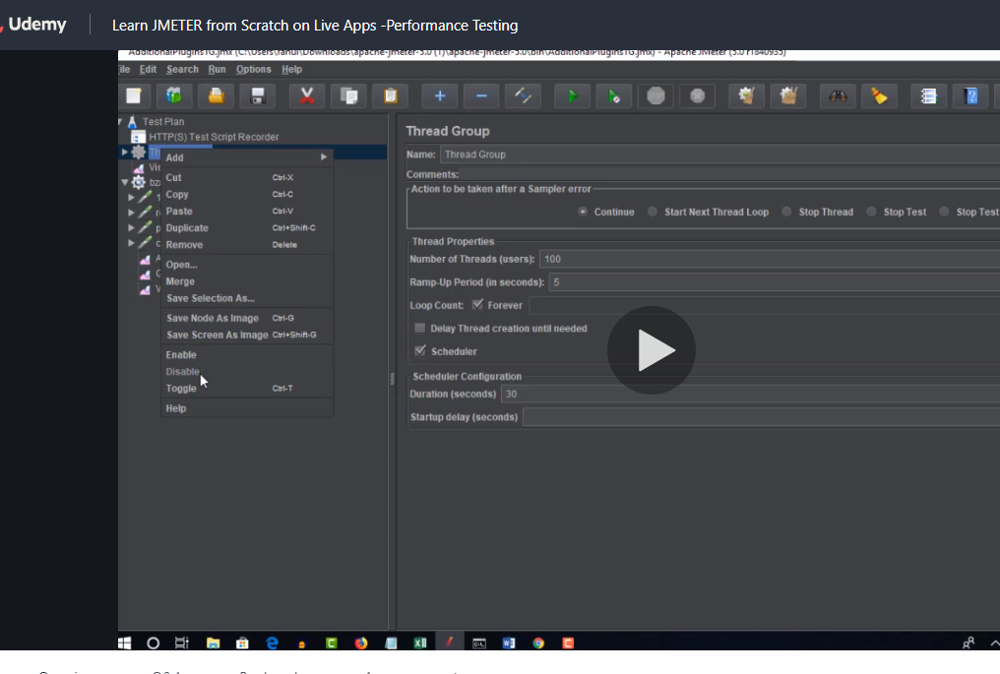 Udemy
Learn JMETER from Scratch on Live Apps -Performance Testing
AdditionalPluginsTG.jmx (C:\Users\rahul\Downloads\apache-jmeter-5.0 (1)\apache-jmeter-5.0\bin\AdditionalPluginsTG.jmx) - Apache JMeter (5.0 r1840935)
ile Edit Search Run Options Help
Test Plan
HTTP(S) Test Script Recorder
Th
Vie
bz
Add
Cut Ctrl-X
Copy Ctrl-C
Paste Ctrl-V
Duplicate Ctrl+Shift-C
Remove Delete
Open...
Merge
Save Selection As...
Save Node As Image Ctrl-G
Save Screen As Image Ctrl+Shift-G
Enable
Disable
Toggle Ctrl-T
Help
Thread Group
Name: Thread Group
Comments:
Action to be taken after a Sampler error
Continue Start Next Thread Loop Stop Thread Stop Test Stop Test
Thread Properties
Number of Threads (users): 100
Ramp-Up Period (in seconds): 5
Loop Count: Forever
Delay Thread creation until needed
Scheduler
Scheduler Configuration
Duration (seconds) 30
Startup delay (seconds)